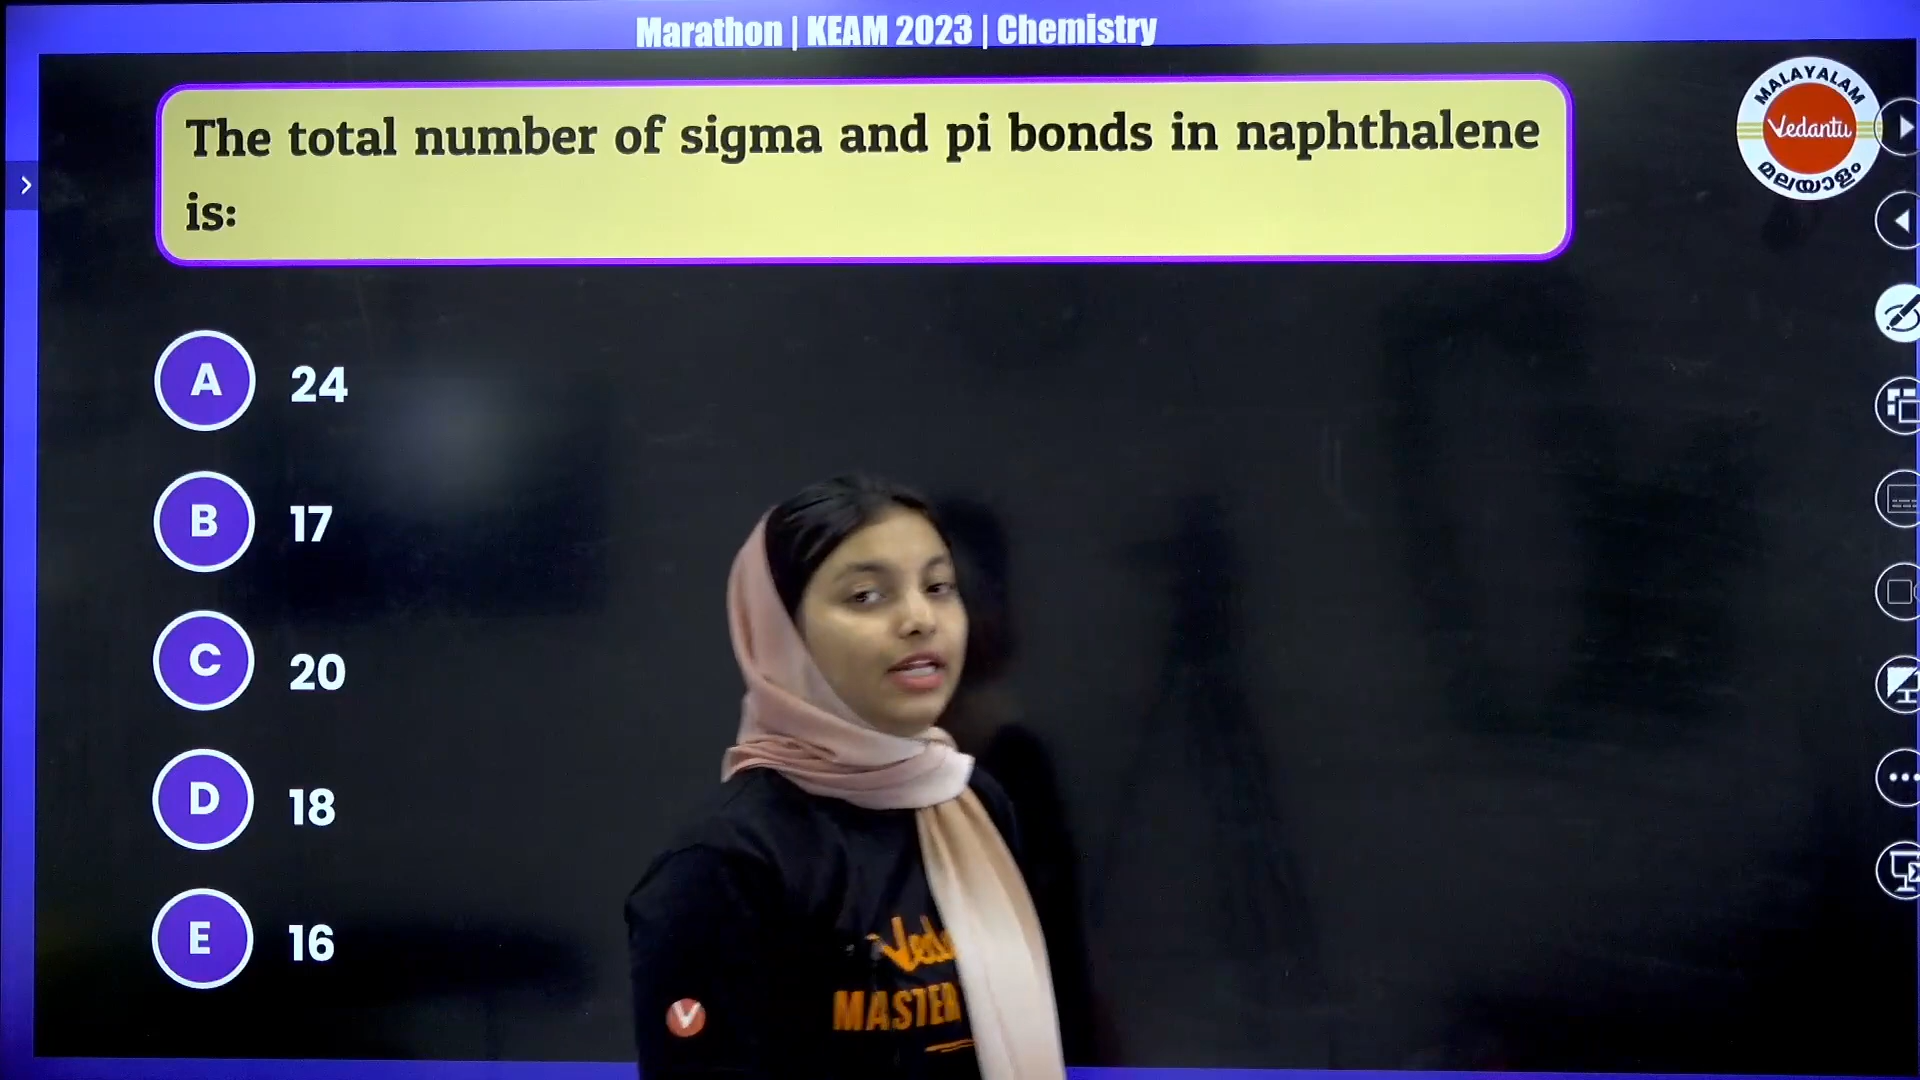 Marathon | KEAM 2023 | Chemistry
The total number of sigma and pi bonds in naphthalene
is:
MALAYALAM
Vedantu
മലയാളം
A 24
B 17
C 20
D 18
E 16
Veda
MASTER
V